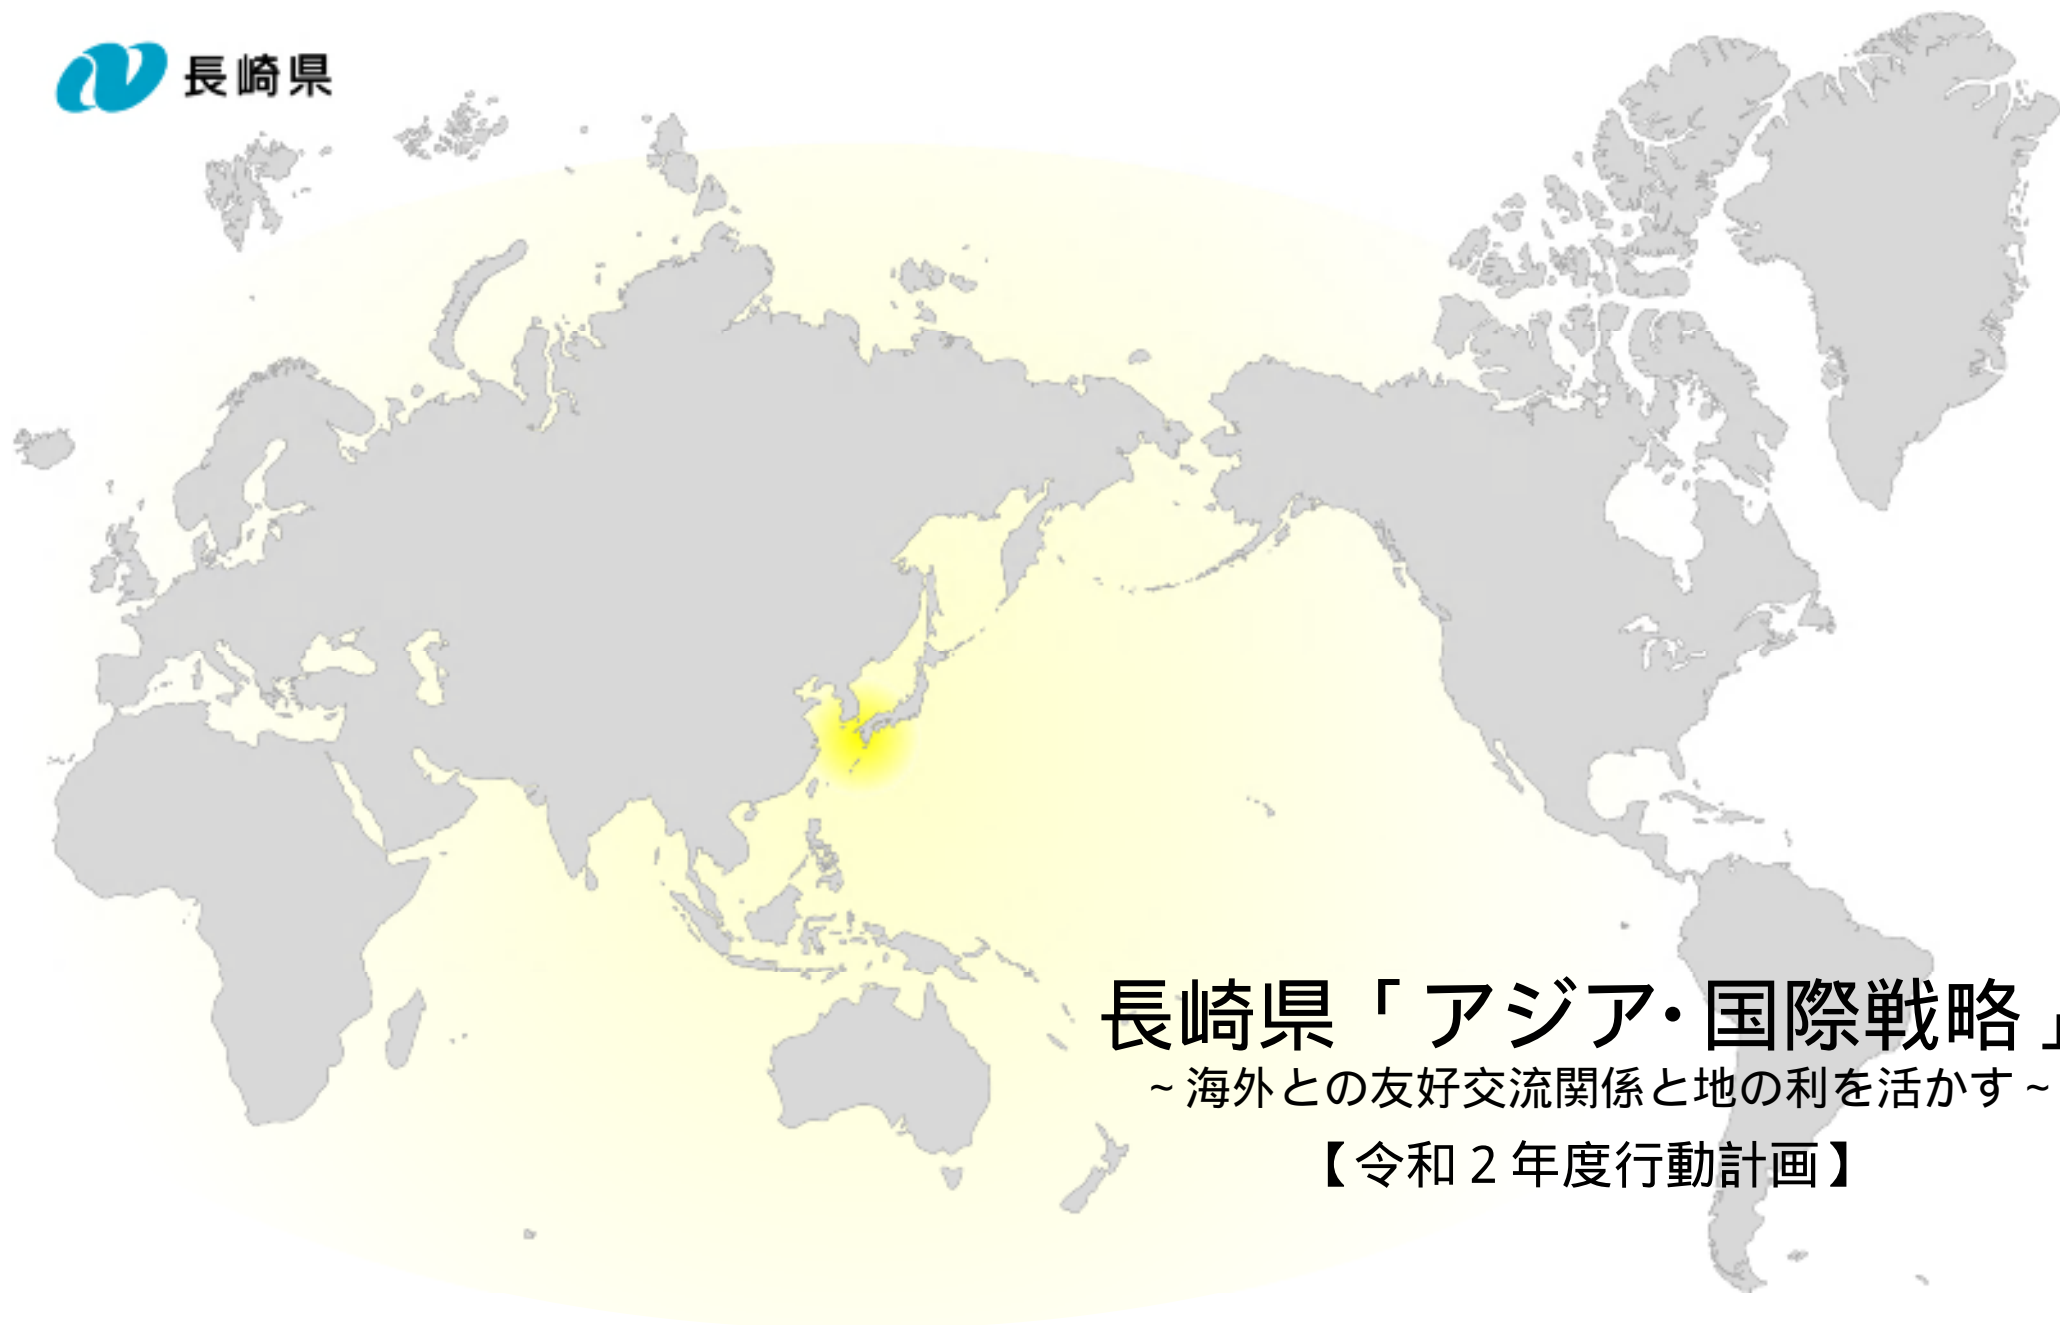 長崎県
長崎県「アジア･国際戦略」
~海外との友好交流関係と地の利を活かす~
【令和２年度行動計画】